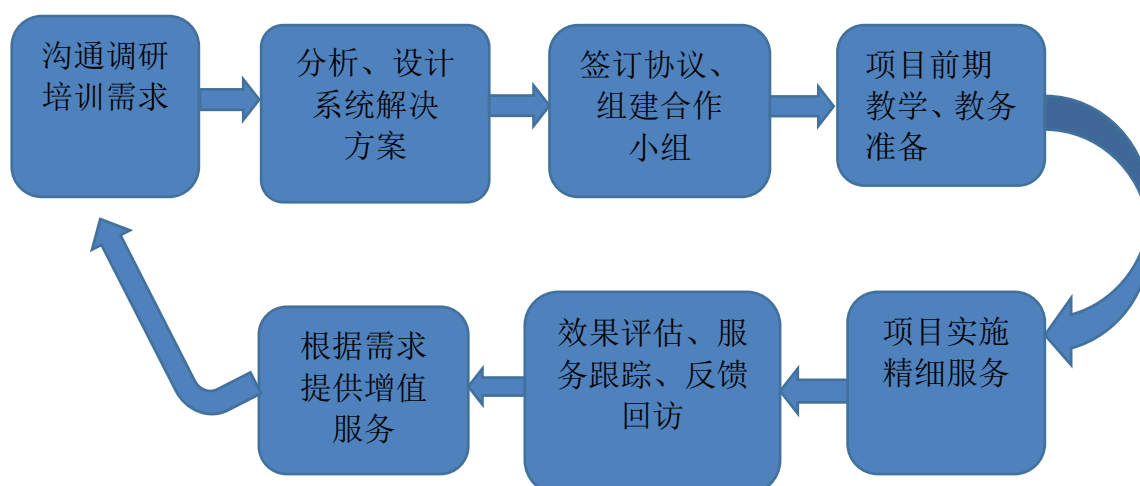 沟通调研
培训需求
分析、设计
系统解决
方案
签订协议、
组建合作
小组
项目前期
教学、教务
准备
项目实施
精细服务
效果评估、服
务跟踪、反馈
回访
根据需求
提供增值
服务